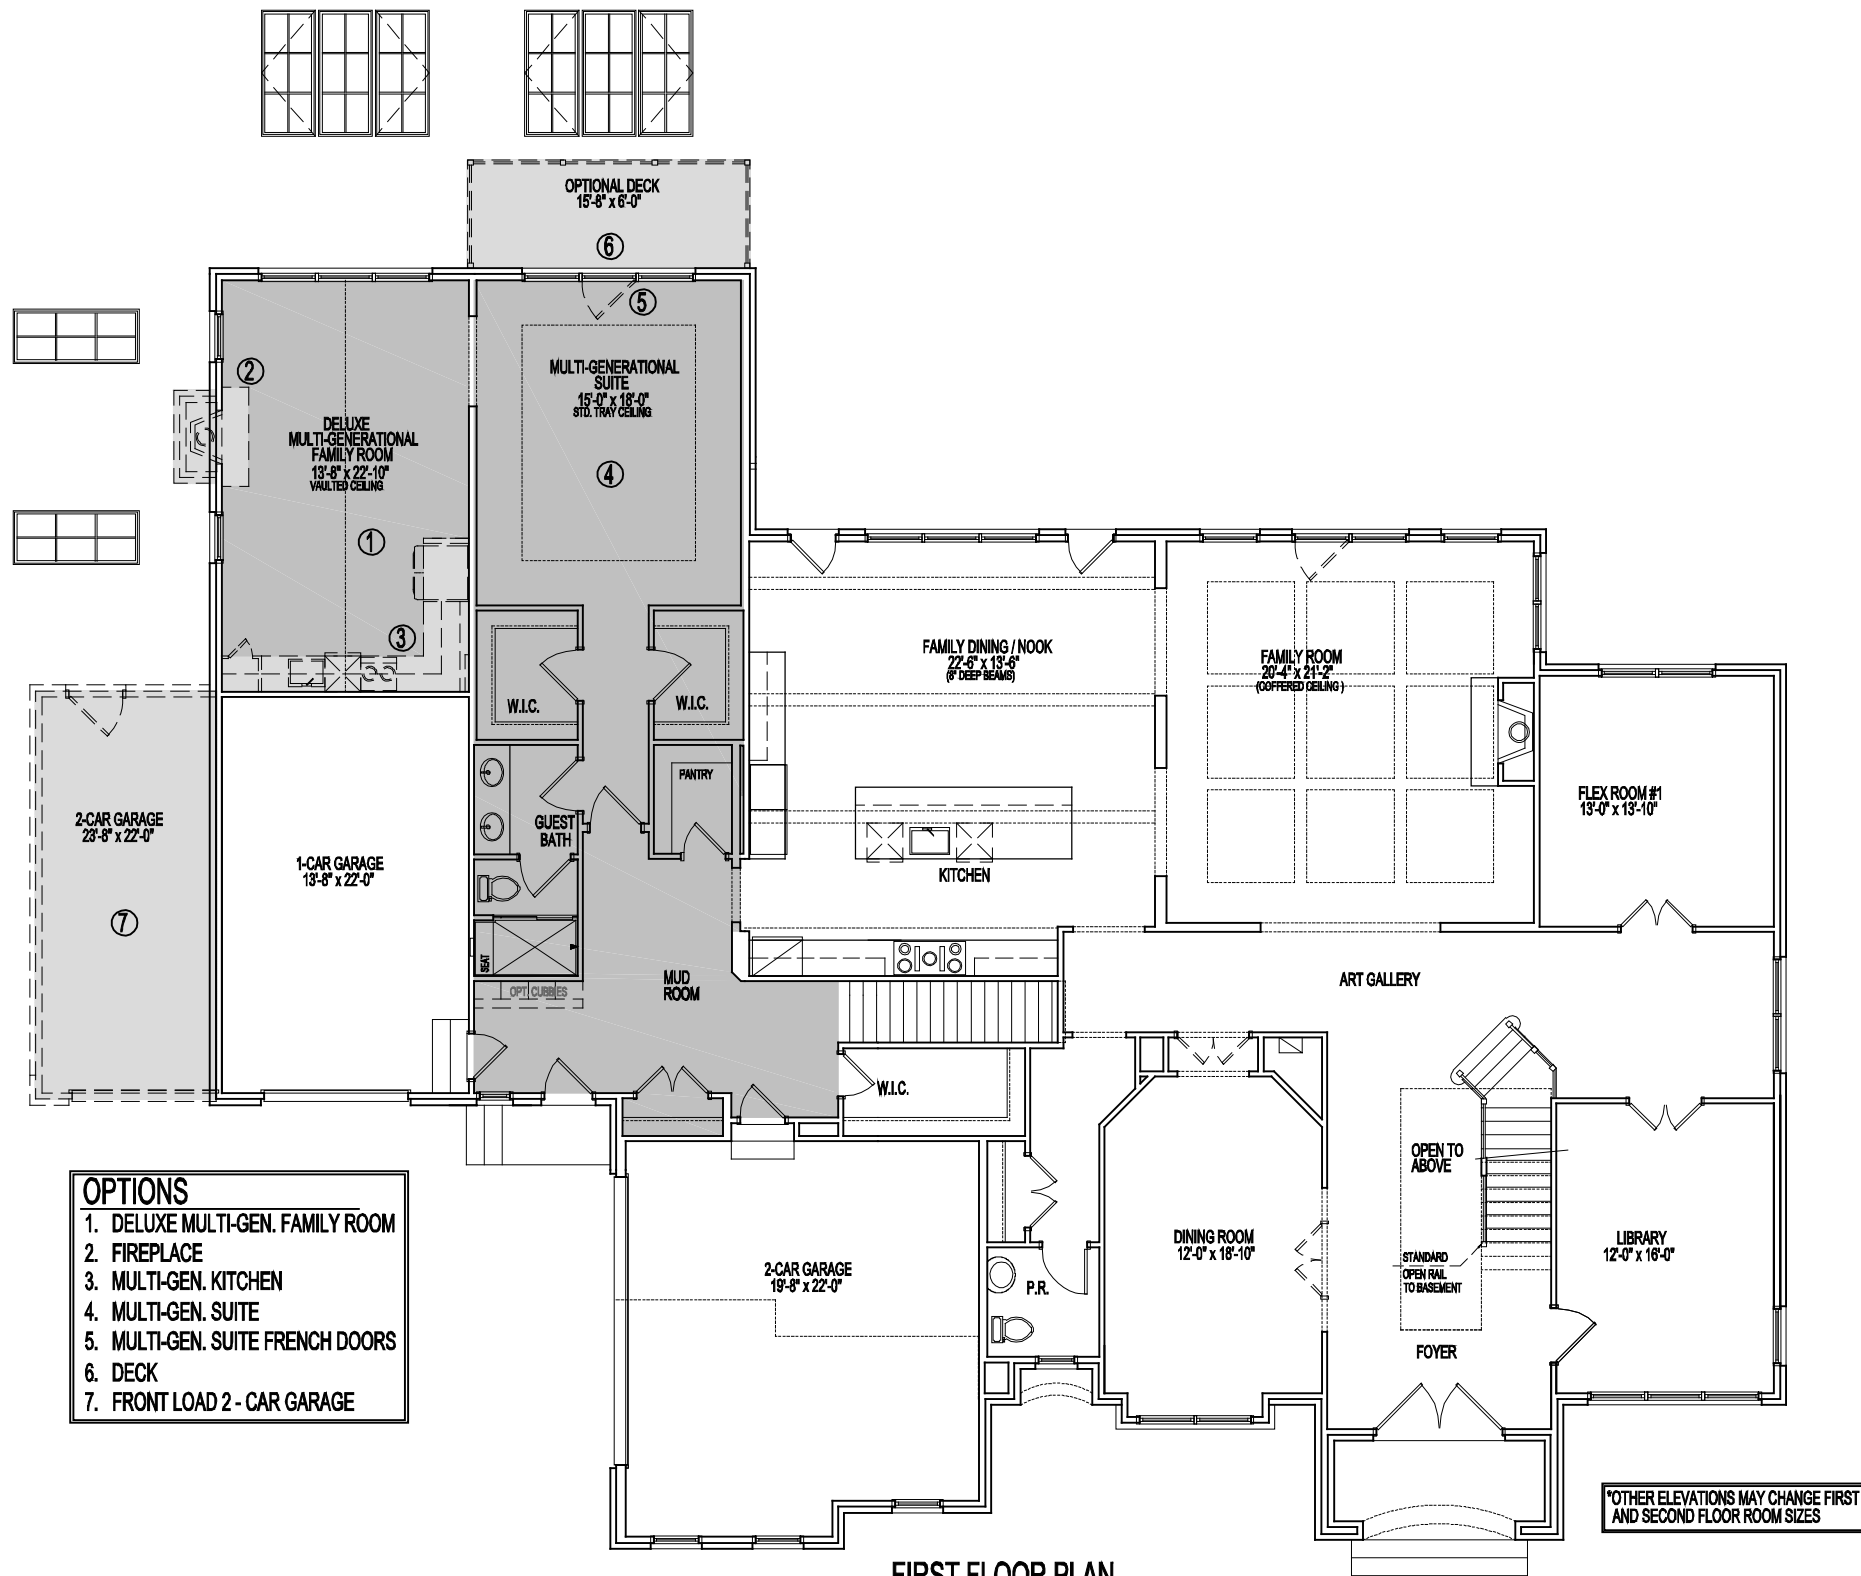 OPTIONAL DECK
15'-8" x 6'-0"
6
5
MULTI-GENERATIONAL
SUITE
15'-0" x 18'-0"
STD. TRAY CEILING
4
2
DELUXE
MULTI-GENERATIONAL
FAMILY ROOM
13'-8" x 22'-10"
VAULTED CEILING
1
3
FAMILY DINING / NOOK
22'-6" x 13'-6"
(8" DEEP BEAMS)
FAMILY ROOM
20'-4" x 21'-2"
(COFFERED CEILING )
W.I.C.
W.I.C.
PANTRY
FLEX ROOM #1
13'-0" x 13'-10"
2-CAR GARAGE
23'-8" x 22'-0"
7
1-CAR GARAGE
13'-8" x 22'-0"
GUEST
BATH
KITCHEN
SEAT
OPT. CUBBIES
MUD
ROOM
ART GALLERY
W.I.C.
OPEN TO
ABOVE
DINING ROOM
12'-0" x 18'-10"
LIBRARY
12'-0" x 16'-0"
STANDARD
OPEN RAIL
TO BASEMENT
2-CAR GARAGE
19'-8" x 22'-0"
P.R.
FOYER
OPTIONS
1. DELUXE MULTI-GEN. FAMILY ROOM
2. FIREPLACE
3. MULTI-GEN. KITCHEN
4. MULTI-GEN. SUITE
5. MULTI-GEN. SUITE FRENCH DOORS
6. DECK
7. FRONT LOAD 2 - CAR GARAGE
*OTHER ELEVATIONS MAY CHANGE FIRST
AND SECOND FLOOR ROOM SIZES
FIRST FLOOR PLAN